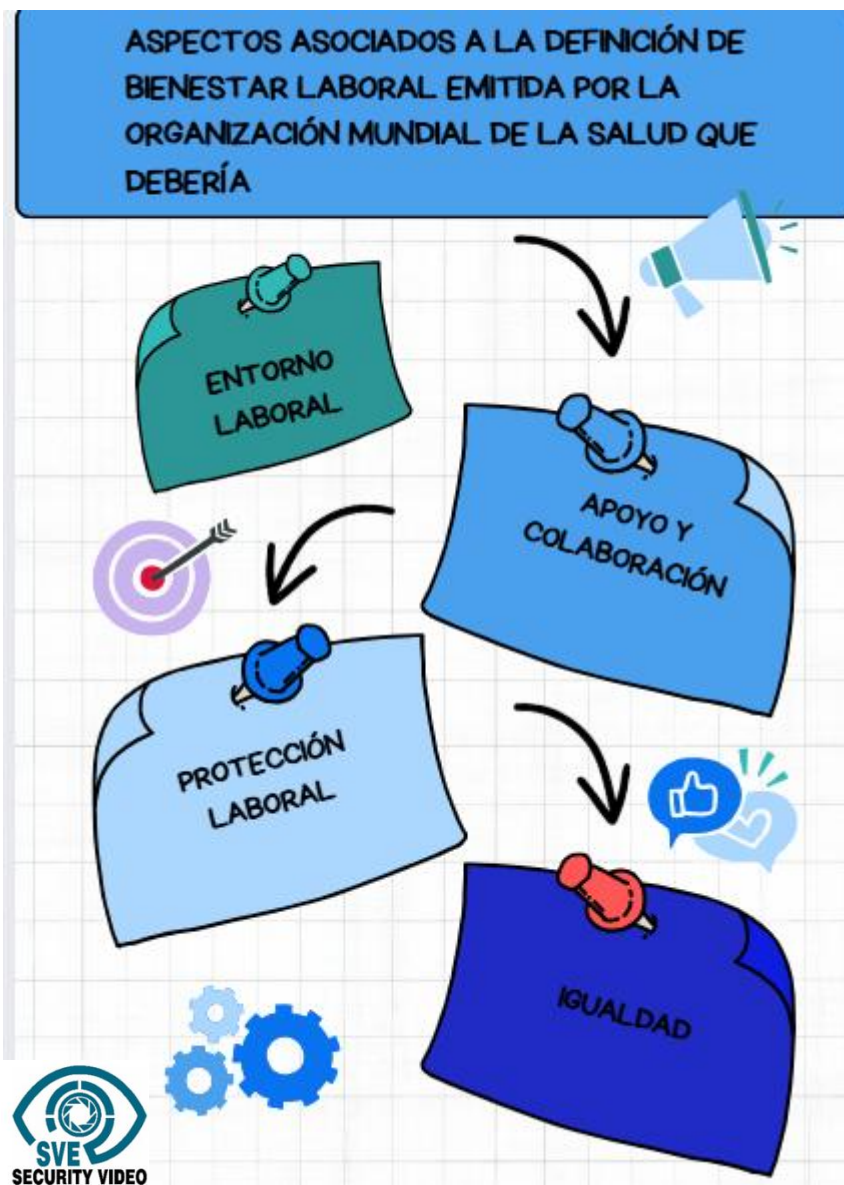 ASPECTOS ASOCIADOS A LA DEFINICIÓN DE
BIENESTAR LABORAL EMITIDA POR LA
ORGANIZACIÓN MUNDIAL DE LA SALUD QUE
DEBERÍA
ENTORNO
LABORAL
APOYO Y
COLABORACIÓN
PROTECCIÓN
LABORAL
IGUALDAD
SVE
SECURITY VIDEO